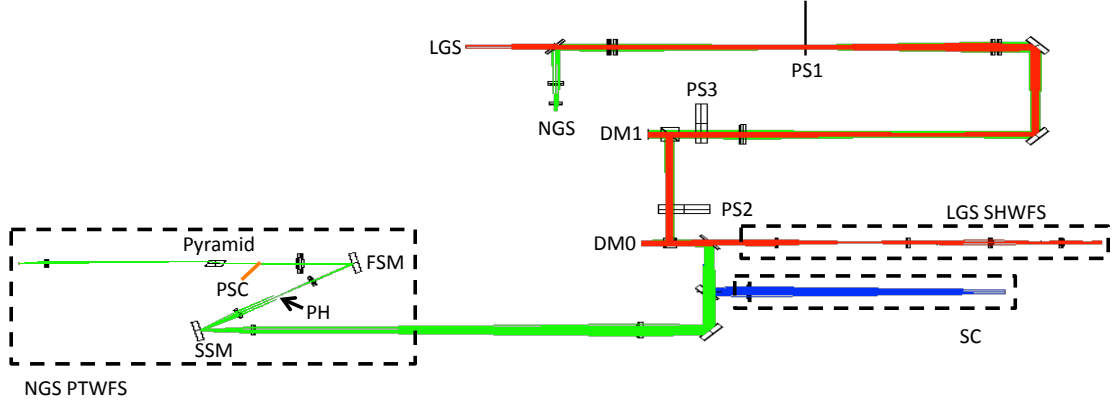 LGS
PS1
NGS
PS3
DM1
PS2
LGS SHWFS
DM0
Pyramid
FSM
PSC
PH
SSM
SC
NGS PTWFS